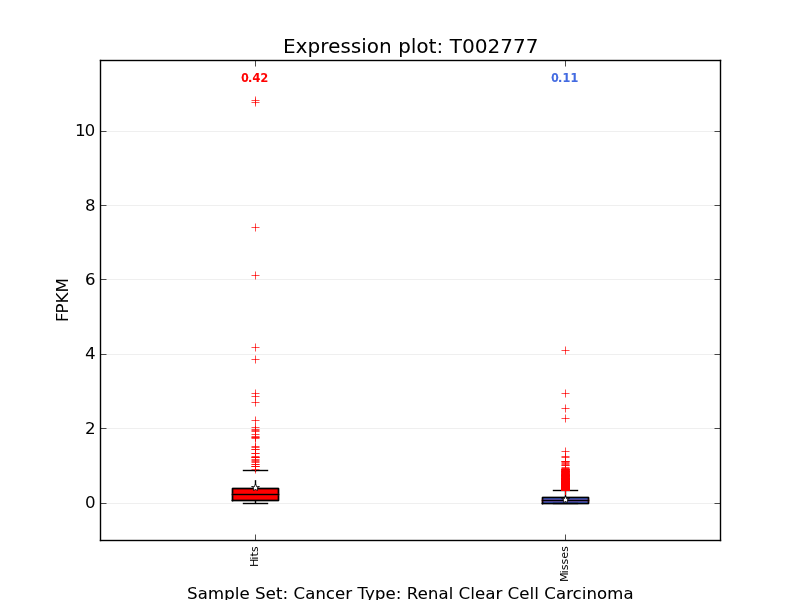 Expression plot: T002777
0.42
0.11
10
8
6
4
2
0
FPKM
Hits
Misses
Sample Set: Cancer Type: Renal Clear Cell Carcinoma